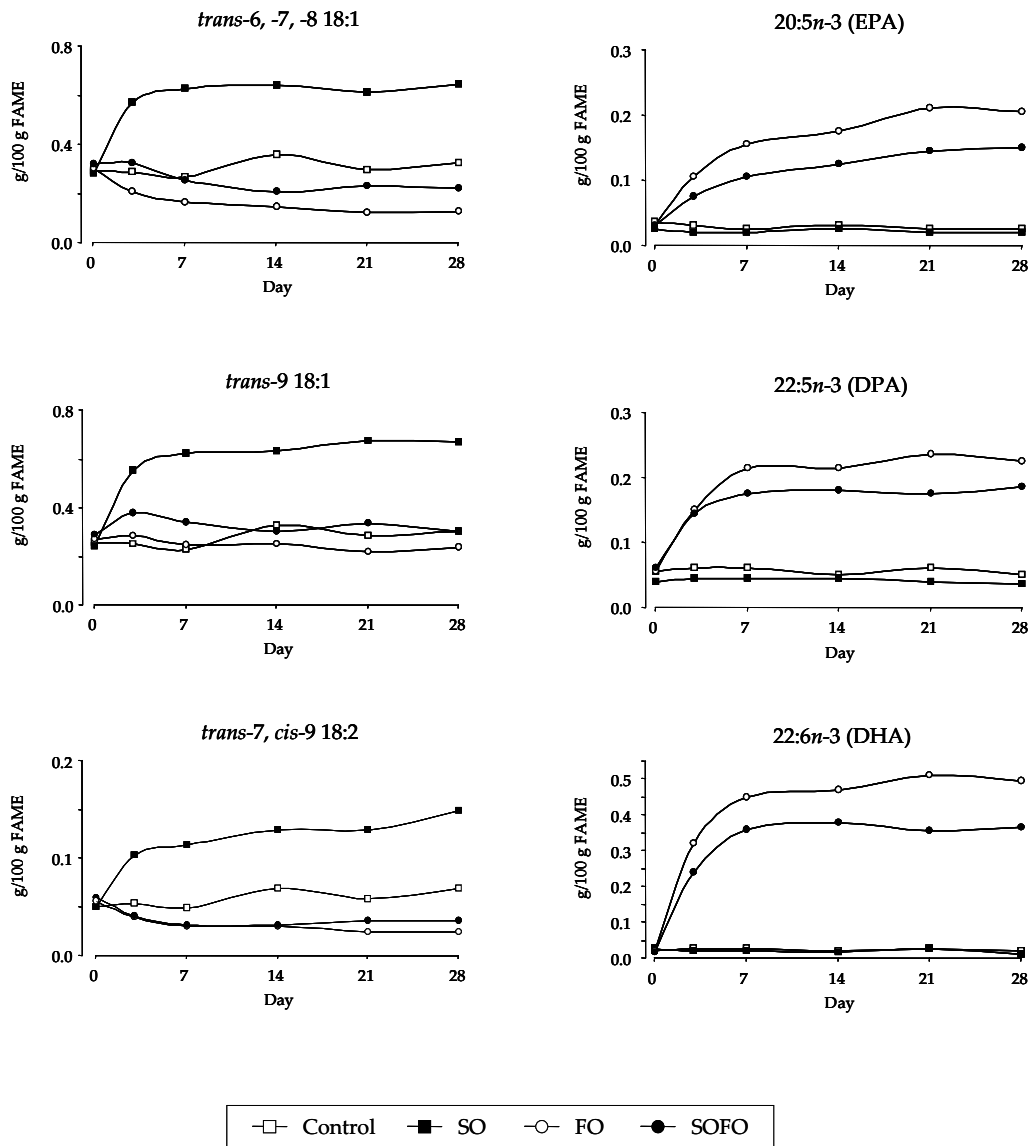 trans-6, -7, -8 18:1
0.8
0.4
0.0
g/100 g FAME
0 7 14 21 28
Day
20:5n-3 (EPA)
0.3
0.2
0.1
0.0
g/100 g FAME
0 7 14 21 28
Day
trans-9 18:1
0.8
0.4
0.0
g/100 g FAME
0 7 14 21 28
Day
22:5n-3 (DPA)
0.3
0.2
0.1
0.0
g/100 g FAME
0 7 14 21 28
Day
trans-7, cis-9 18:2
0.2
0.1
0.0
g/100 g FAME
0 7 14 21 28
Day
22:6n-3 (DHA)
0.5
0.4
0.3
0.2
0.1
0.0
g/100 g FAME
0 7 14 21 28
Day
Control SO FO SOFO